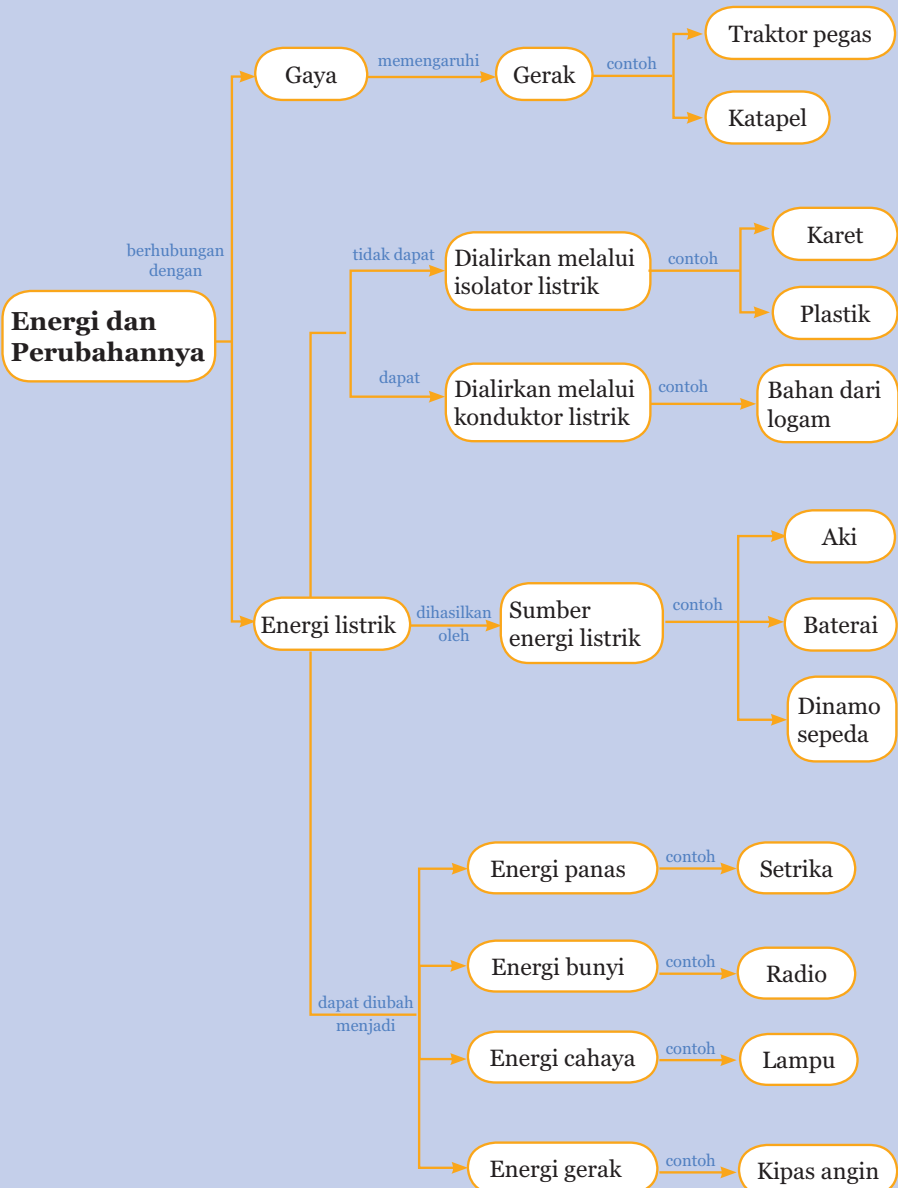 Traktor pegas
Gaya
memengaruhi
Gerak
contoh
Katapel
berhubungan
dengan
Energi dan
Perubahannya
tidak dapat
Dialirkan melalui
isolator listrik
contoh
Karet
Plastik
dapat
Dialirkan melalui
konduktor listrik
contoh
Bahan dari
logam
Energi listrik
dihasilkan
oleh
Sumber
energi listrik
contoh
Aki
Baterai
Dinamo
sepeda
dapat diubah
menjadi
Energi panas
contoh
Setrika
Energi bunyi
contoh
Radio
Energi cahaya
contoh
Lampu
Energi gerak
contoh
Kipas angin